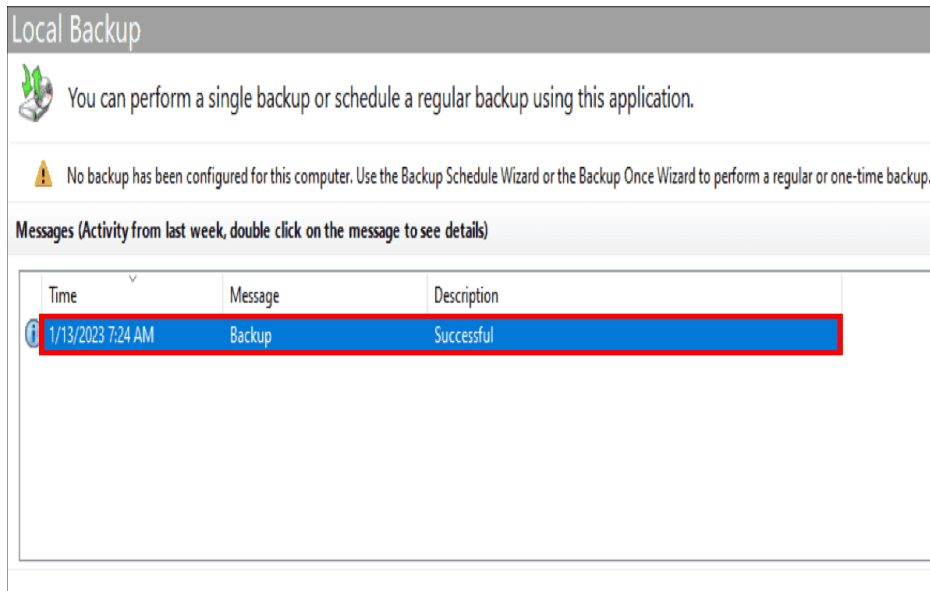 Local Backup
You can perform a single backup or schedule a regular backup using this application.
No backup has been configured for this computer. Use the Backup Schedule Wizard or the Backup Once Wizard to perform a regular or one-time backup.
Messages (Activity from last week, double click on the message to see details)
Time Message Description
1/13/2023 7:24 AM Backup Successful